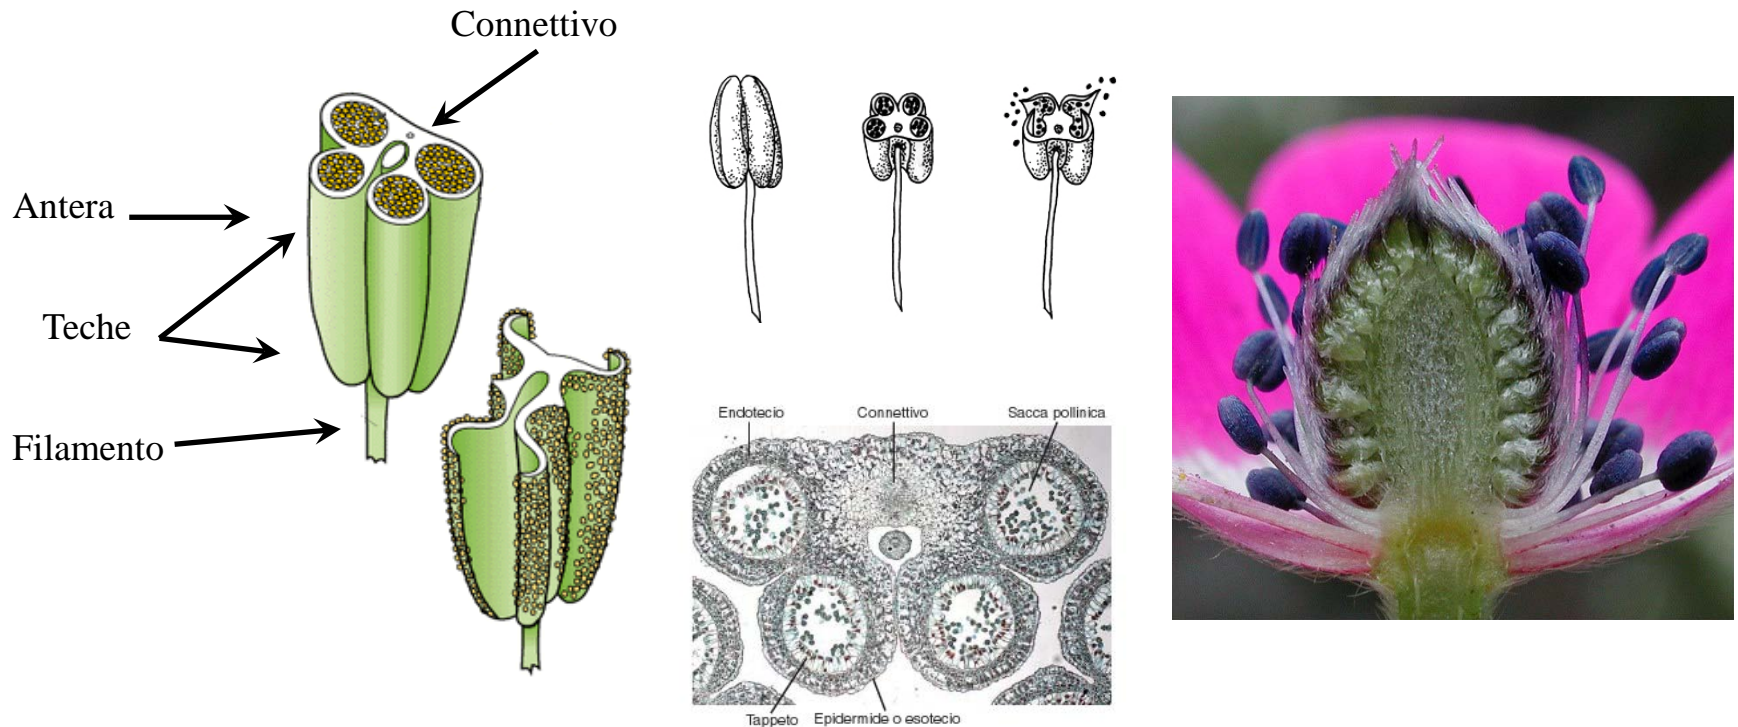 Connettivo
Antera
Teche
Filamento
Endotecio
Connettivo
Sacca pollinica
Tappeto
Epidermide o esotecio